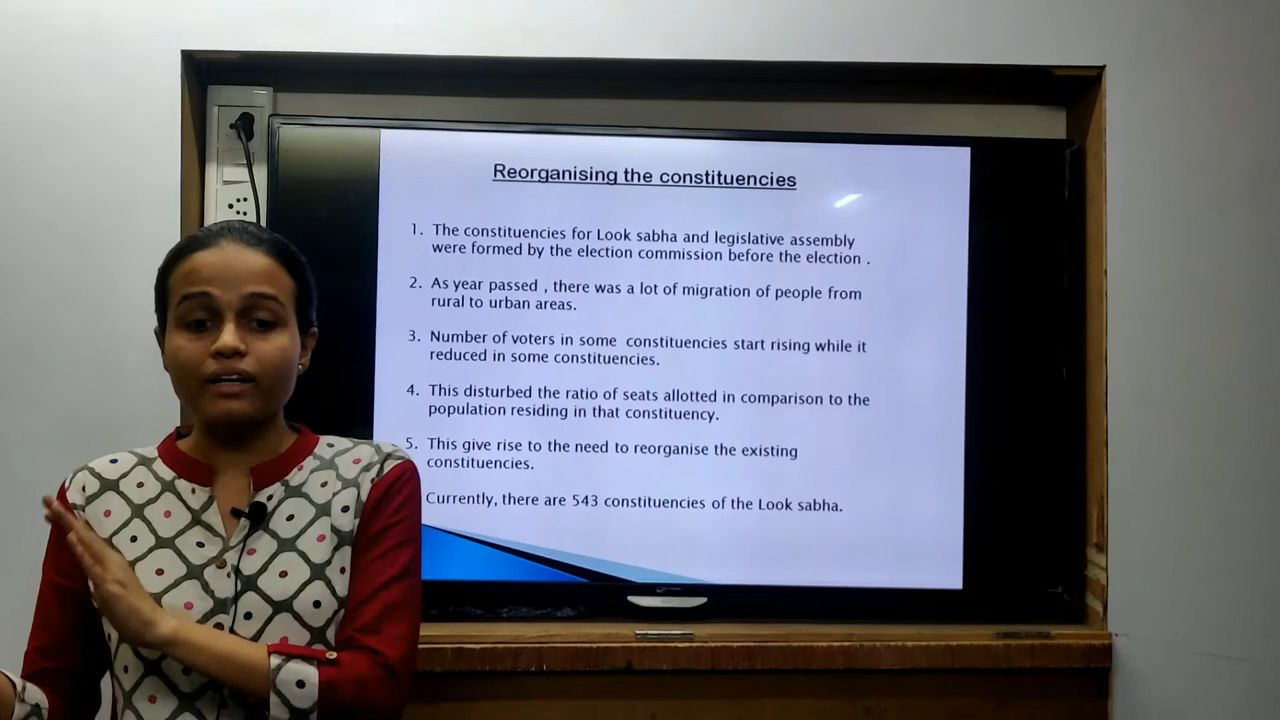 Reorganising the constituencies
1. The constituencies for Look sabha and legislative assembly
were formed by the election commission before the election .
2. As year passed , there was a lot of migration of people from
rural to urban areas.
3. Number of voters in some constituencies start rising while it
reduced in some constituencies.
4. This disturbed the ratio of seats allotted in comparison to the
population residing in that constituency.
5. This give rise to the need to reorganise the existing
constituencies.
Currently, there are 543 constituencies of the Look sabha.